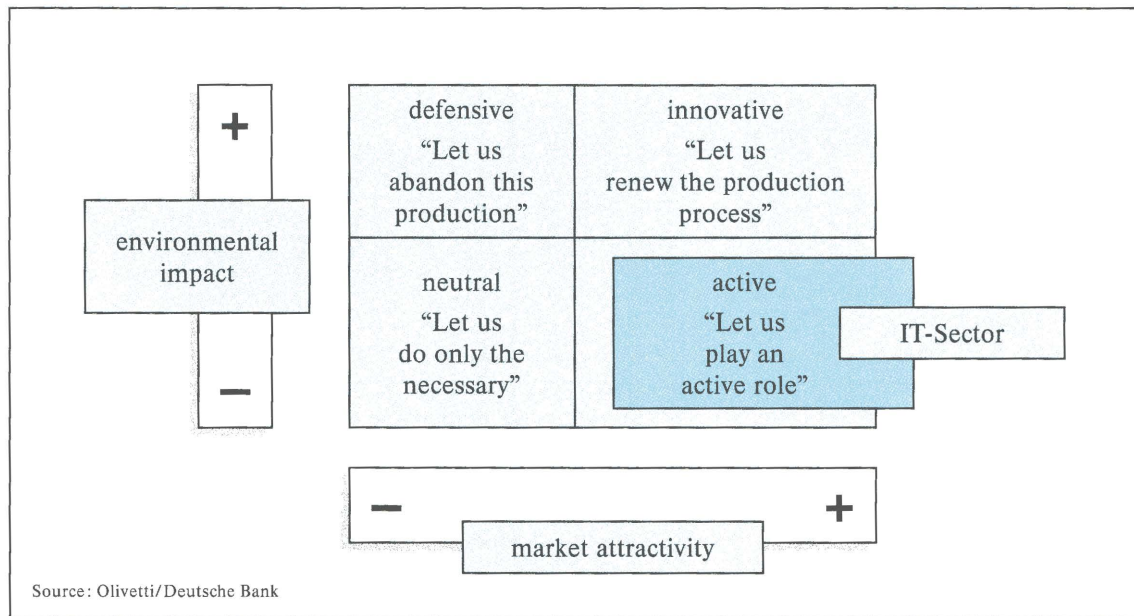 +
environmental
impact
−
defensive
“Let us
abandon this
production”
innovative
“Let us
renew the production
process”
neutral
“Let us
do only the
necessary”
active
“Let us
play an
active role”
IT-Sector
− +
market attractivity
Source: Olivetti/Deutsche Bank